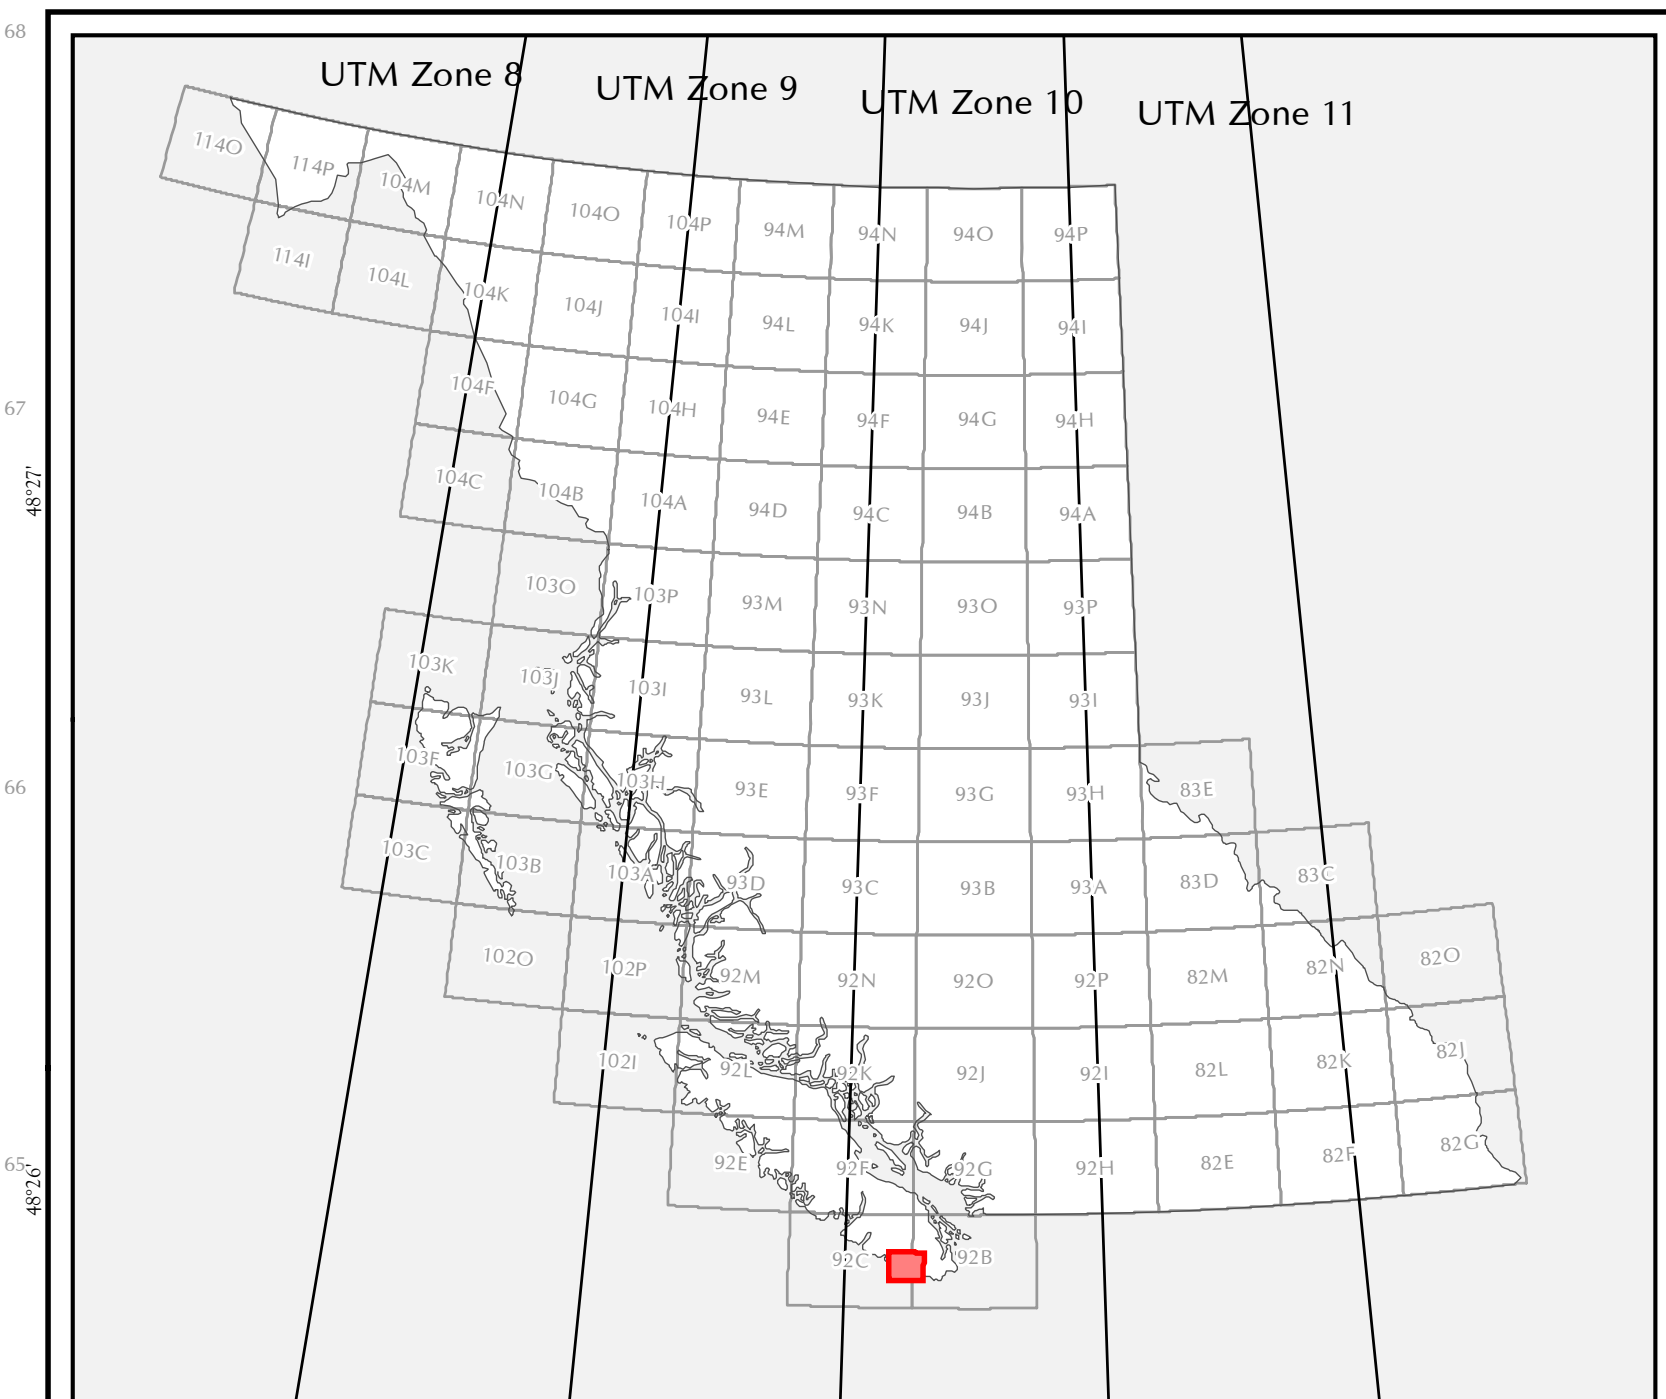 68
UTM Zone 8
UTM Zone 9
UTM Zone 10
UTM Zone 11
114O 114P 104M 104N 104O 104P 94M 94N 94O 94P
114I 104L 104K 104J 104I 94L 94K 94J 94I
67
104F 104G 104H 94E 94F 94G 94H
48°27'
104C 104B 104A 94D 94C 94B 94A
103O 103P 93M 93N 93O 93P
103K 103J 103I 93L 93K 93J 93I
66
103F 103G 103H 93E 93F 93G 93H 83E
103C 103B 103A 93D 93C 93B 93A 83D 83C
102O 102P 92M 92N 92O 92P 82M 82N 82O
102I 92L 92K 92J 92I 82L 82K 82J
65
48°26'
92E 92F 92G 92H 82E 82F 82G
92C 92B